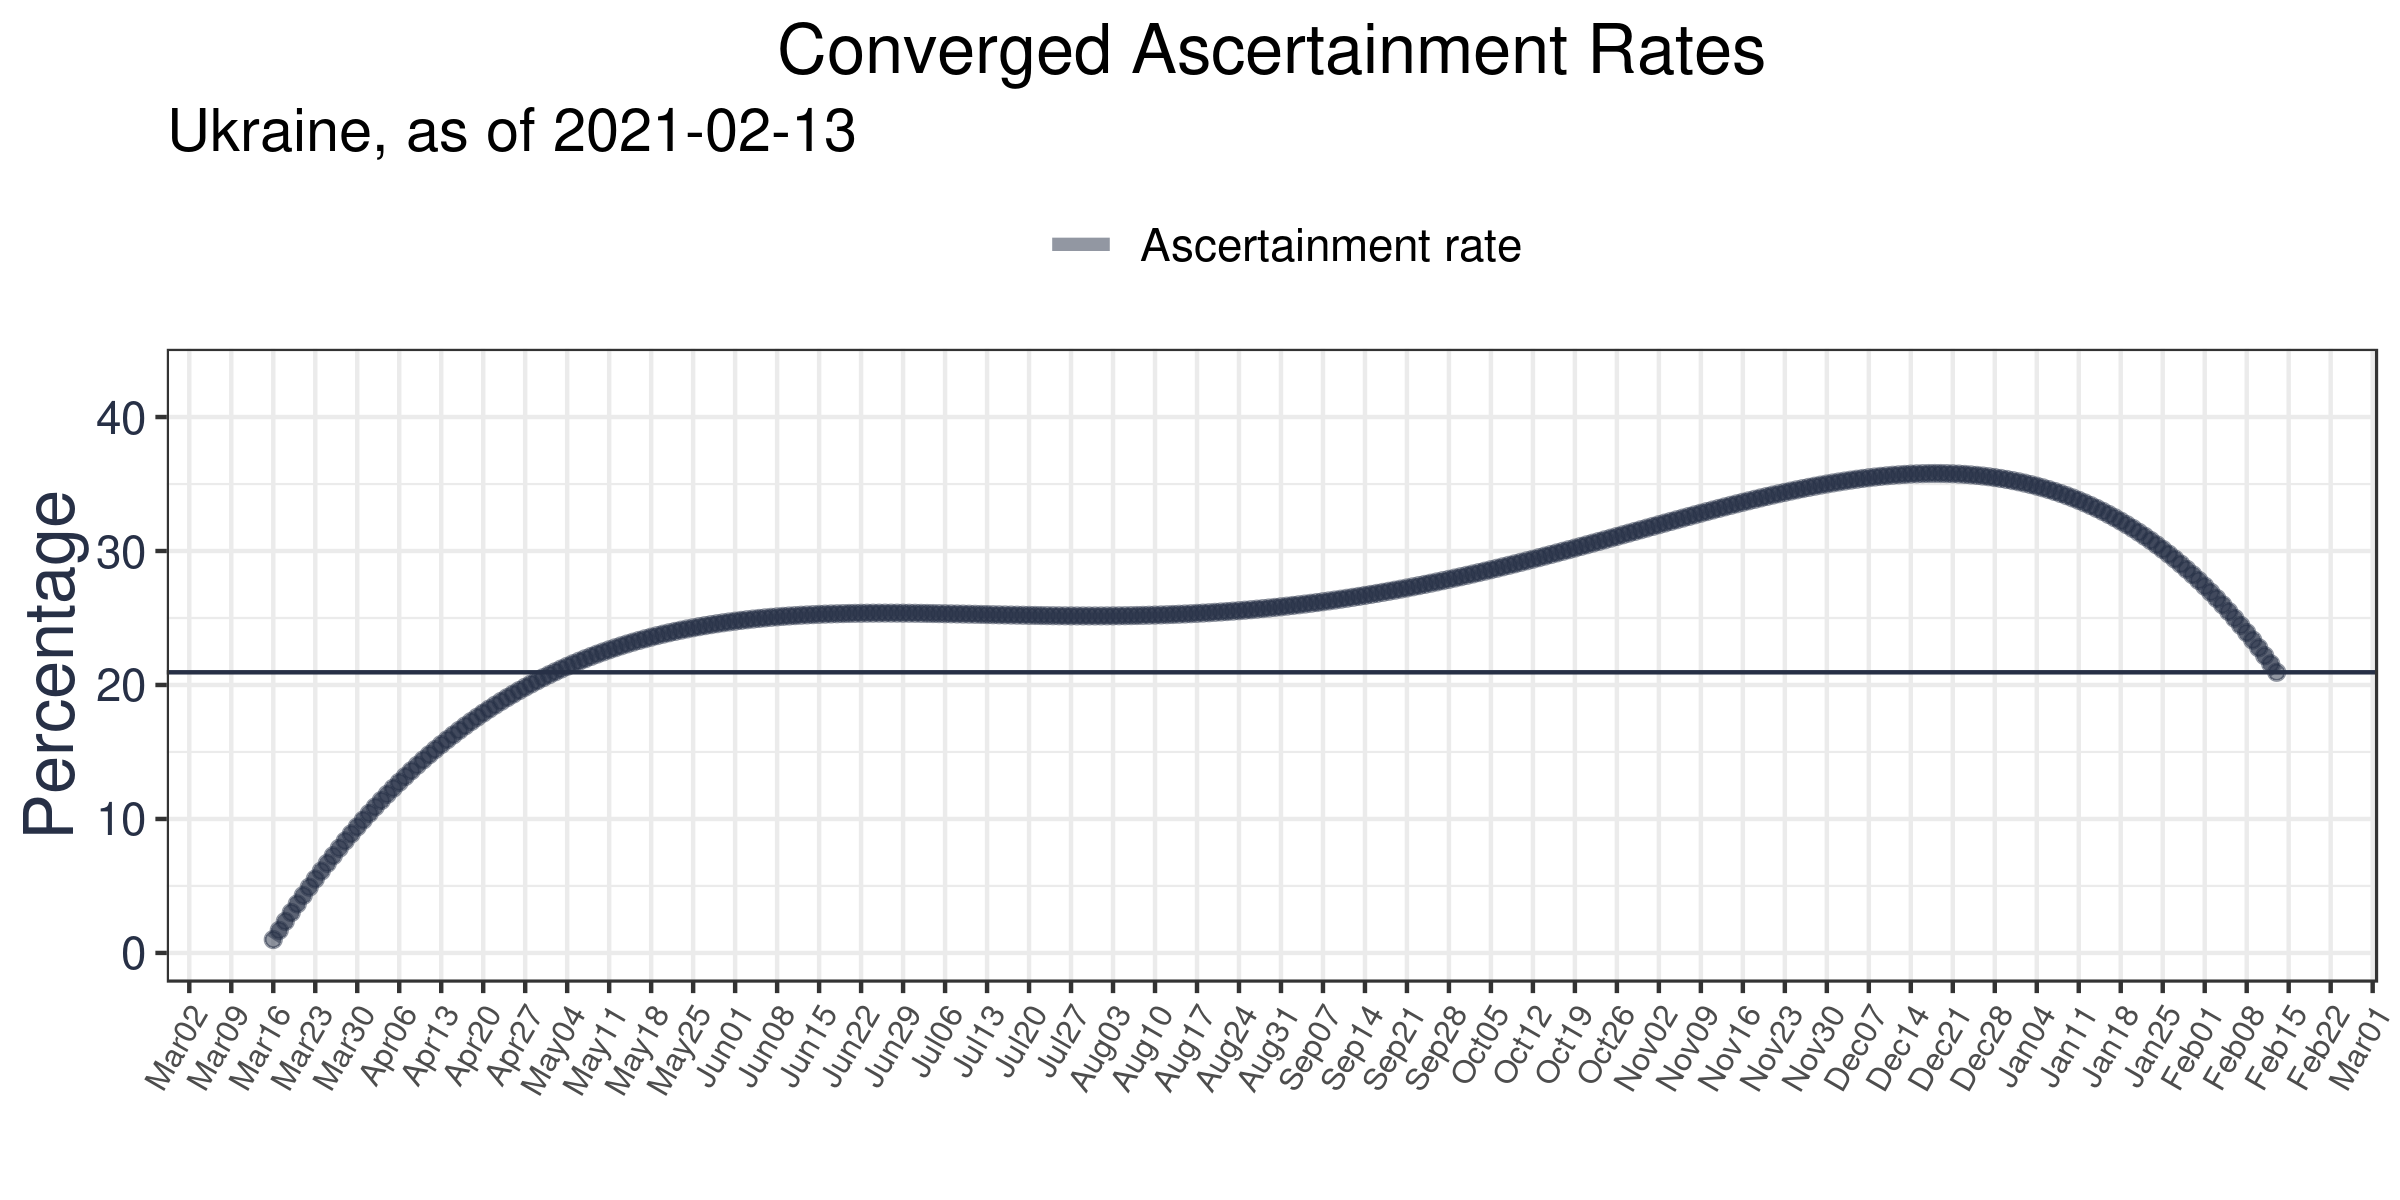 Converged Ascertainment Rates
Ukraine, as of 2021-02-13
Ascertainment rate
Percentage
40
30
20
10
0
Mar02 Mar09 Mar16 Mar23 Mar30 Apr06 Apr13 Apr20 Apr27 May04 May11 May18 May25 Jun01 Jun08 Jun15 Jun22 Jun29 Jul06 Jul13 Jul20 Jul27 Aug03 Aug10 Aug17 Aug24 Aug31 Sep07 Sep14 Sep21 Sep28 Oct05 Oct12 Oct19 Oct26 Nov02 Nov09 Nov16 Nov23 Nov30 Dec07 Dec14 Dec21 Dec28 Jan04 Jan11 Jan18 Jan25 Feb01 Feb08 Feb15 Feb22 Mar01